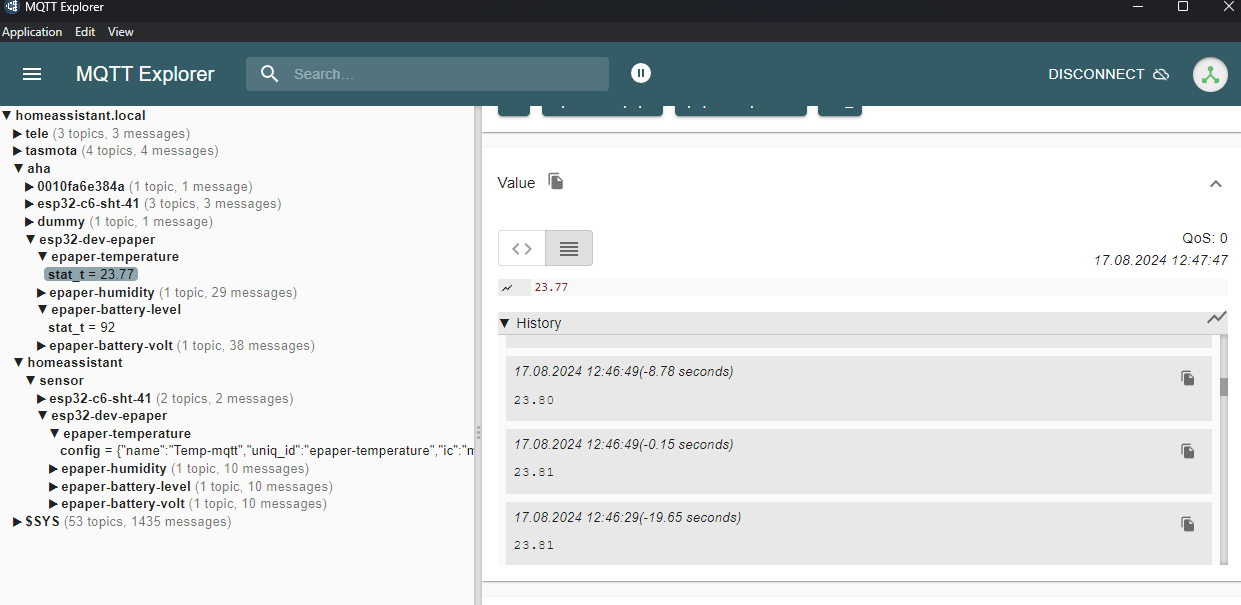 MQTT Explorer
Application Edit View
MQTT Explorer
Search...
DISCONNECT
homeassistant.local
tele (3 topics, 3 messages)
tasmota (4 topics, 4 messages)
aha
0010fa6e384a (1 topic, 1 message)
esp32-c6-sht-41 (3 topics, 3 messages)
dummy (1 topic, 1 message)
esp32-dev-epaper
epaper-temperature
stat_t = 23.77
epaper-humidity (1 topic, 29 messages)
epaper-battery-level
stat_t = 92
epaper-battery-volt (1 topic, 38 messages)
homeassistant
sensor
esp32-c6-sht-41 (2 topics, 2 messages)
esp32-dev-epaper
epaper-temperature
config = {"name":"Temp-mqtt","uniq_id":"epaper-temperature","ic":"m
epaper-humidity (1 topic, 10 messages)
epaper-battery-level (1 topic, 10 messages)
epaper-battery-volt (1 topic, 10 messages)
$SYS (53 topics, 1435 messages)
Value
QoS: 0
17.08.2024 12:47:47
23.77
History
17.08.2024 12:46:49(-8.78 seconds)
23.80
17.08.2024 12:46:49(-0.15 seconds)
23.81
17.08.2024 12:46:29(-19.65 seconds)
23.81